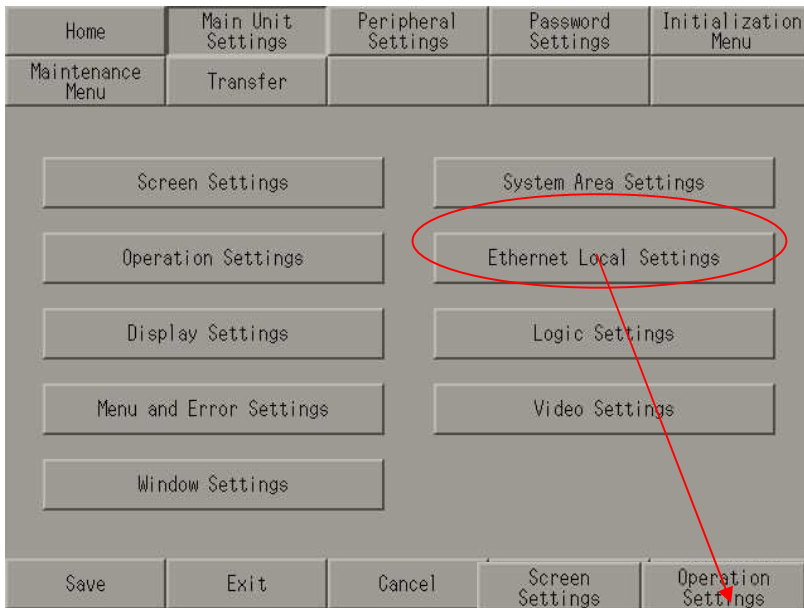 Home
Main Unit
Settings
Peripheral
Settings
Password
Settings
Initialization
Menu
Maintenance
Menu
Transfer
Screen Settings
System Area Settings
Operation Settings
Ethernet Local Settings
Display Settings
Logic Settings
Menu and Error Settings
Video Settings
Window Settings
Save
Exit
Cancel
Screen
Settings
Operation
Settings